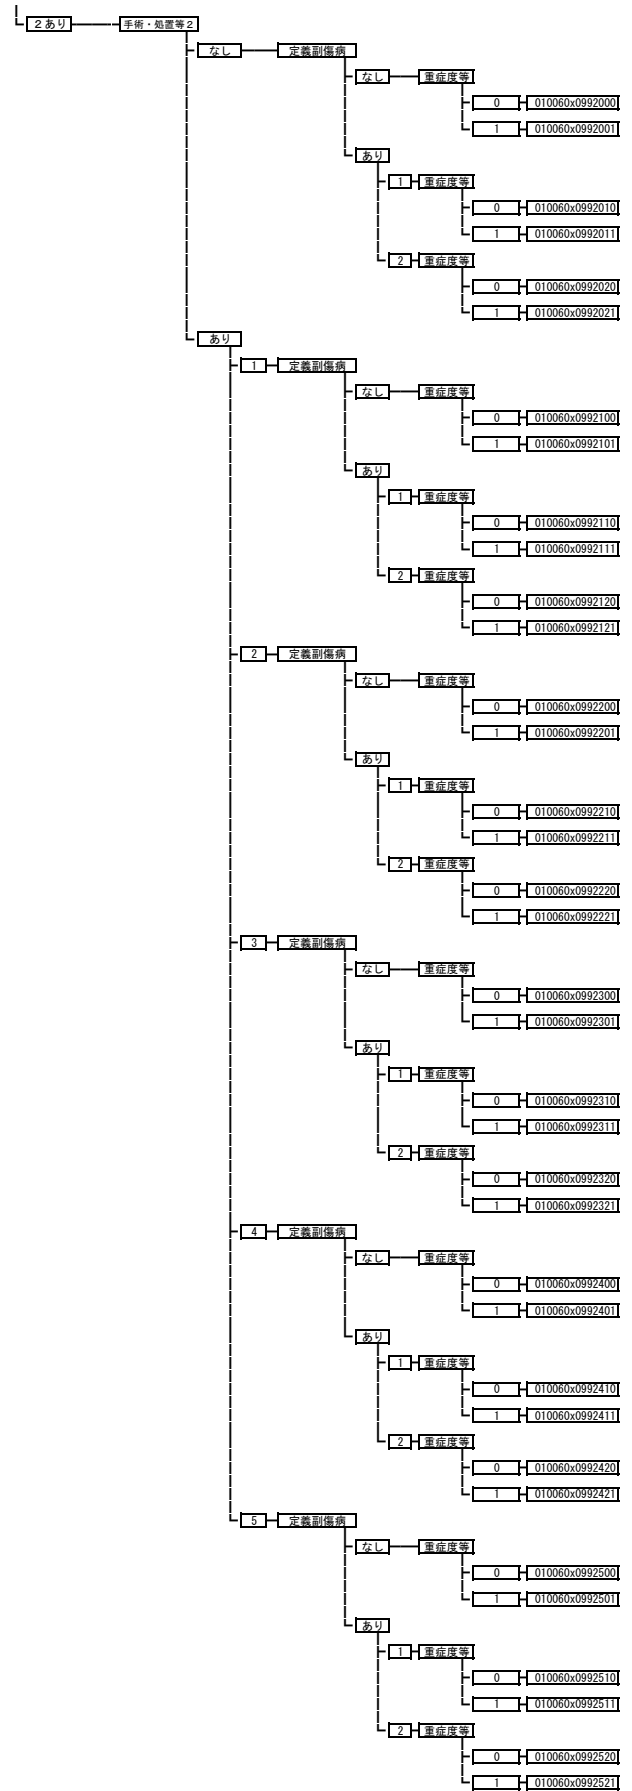 2あり 手術・処置等2
なし 定義副傷病
なし 重症度等
0 010060x0992000
1 010060x0992001
あり
1 重症度等
0 010060x0992010
1 010060x0992011
2 重症度等
0 010060x0992020
1 010060x0992021
あり
1 定義副傷病
なし 重症度等
0 010060x0992100
1 010060x0992101
あり
1 重症度等
0 010060x0992110
1 010060x0992111
2 重症度等
0 010060x0992120
1 010060x0992121
2 定義副傷病
なし 重症度等
0 010060x0992200
1 010060x0992201
あり
1 重症度等
0 010060x0992210
1 010060x0992211
2 重症度等
0 010060x0992220
1 010060x0992221
3 定義副傷病
なし 重症度等
0 010060x0992300
1 010060x0992301
あり
1 重症度等
0 010060x0992310
1 010060x0992311
2 重症度等
0 010060x0992320
1 010060x0992321
4 定義副傷病
なし 重症度等
0 010060x0992400
1 010060x0992401
あり
1 重症度等
0 010060x0992410
1 010060x0992411
2 重症度等
0 010060x0992420
1 010060x0992421
5 定義副傷病
なし 重症度等
0 010060x0992500
1 010060x0992501
あり
1 重症度等
0 010060x0992510
1 010060x0992511
2 重症度等
0 010060x0992520
1 010060x0992521